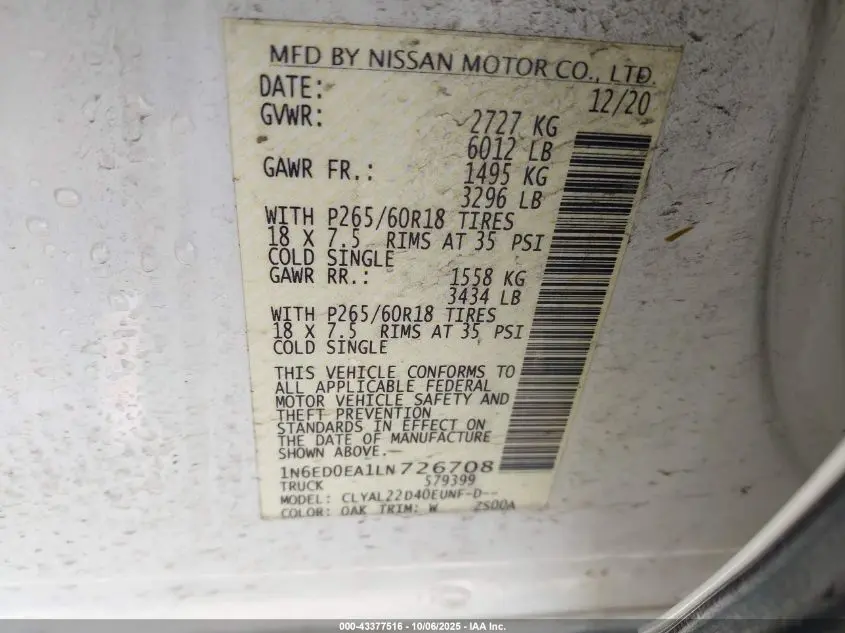 MFD BY NISSAN MOTOR CO., LTD.
DATE: 12/20
GVWR: 2727 KG
6012 LB
GAWR FR.: 1495 KG
3296 LB
WITH P265/60R18 TIRES
18 X 7.5 RIMS AT 35 PSI
COLD SINGLE
GAWR RR.: 1558 KG
3434 LB
WITH P265/60R18 TIRES
18 X 7.5 RIMS AT 35 PSI
COLD SINGLE
THIS VEHICLE CONFORMS TO
ALL APPLICABLE FEDERAL
MOTOR VEHICLE SAFETY AND
THEFT PREVENTION
STANDARDS IN EFFECT ON
THE DATE OF MANUFACTURE
SHOWN ABOVE.
1N6ED0EA1LN726708
TRUCK 579399
MODEL: CLYAL22D40EUNF-D--
COLOR: QAK TRIM: W ZS00A
000-43377516 - 10/06/2025 - IAA Inc.